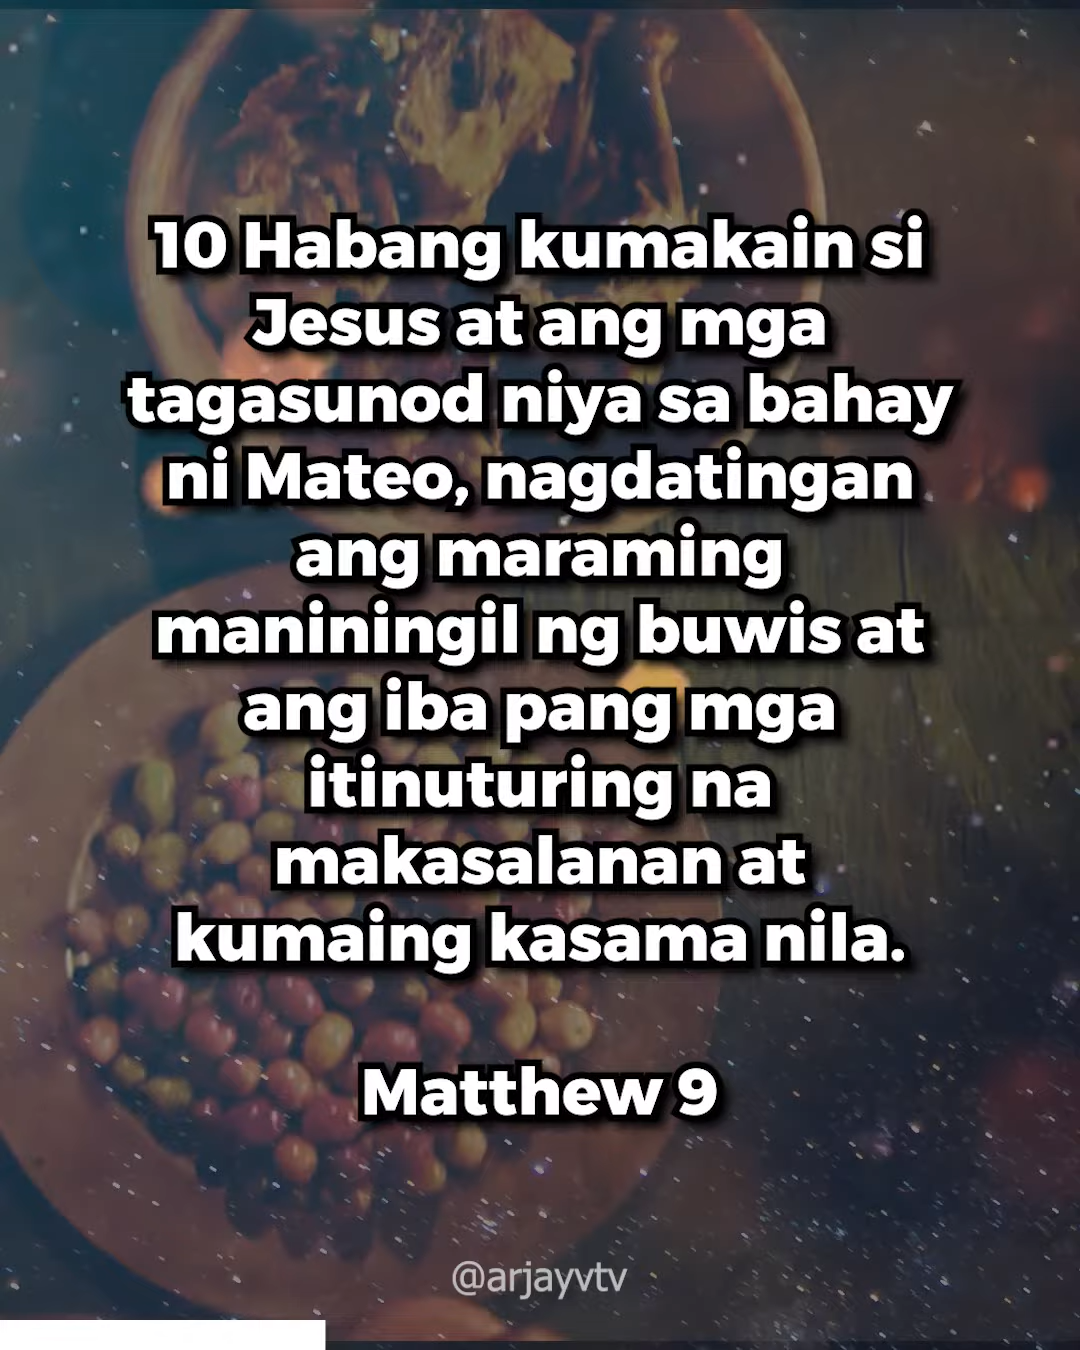 10 Habang kumakain si
Jesus at ang mga
tagasunod niya sa bahay
ni Mateo, nagdatingan
ang maraming
maniningil ng buwis at
ang iba pang mga
itinuturing na
makasalanan at
kumaing kasama nila.
Matthew 9
@arjayvtv